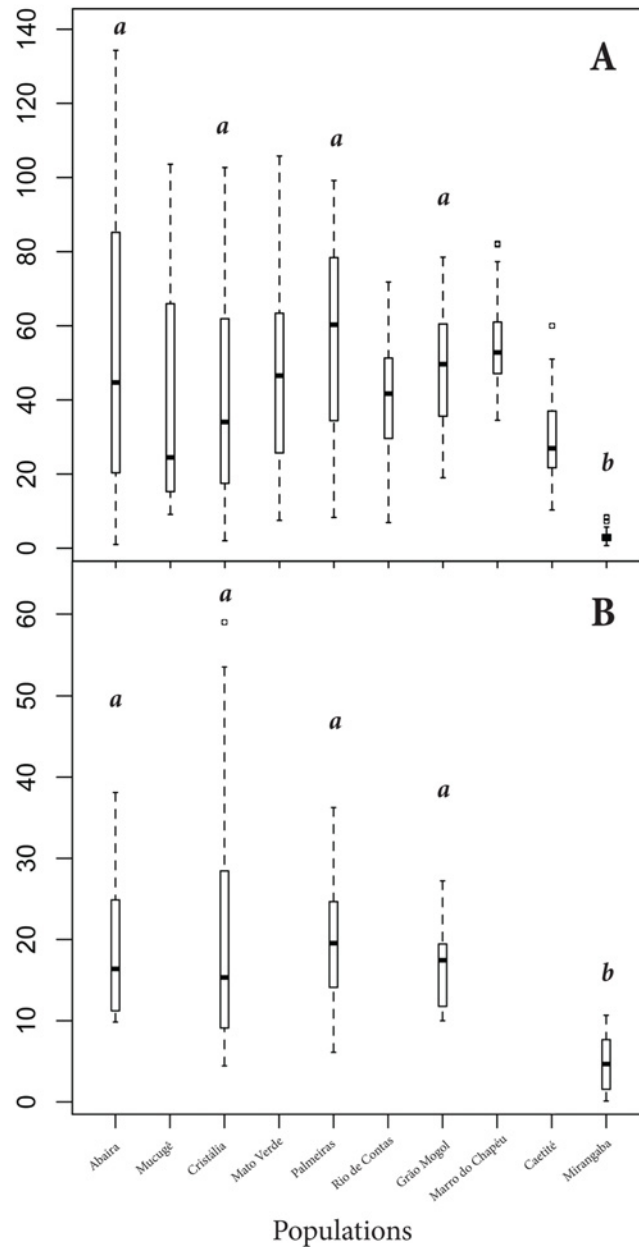 A
140
120
100
80
60
40
20
0
a
a
a
a
b
B
60
50
40
30
20
10
0
a
a
a
a
b
Abaira
Mucugê
Cristália
Mato Verde
Palmeiras
Rio de Contas
Grão Mogol
Marro do Chapéu
Caetité
Mirangaba
Populations